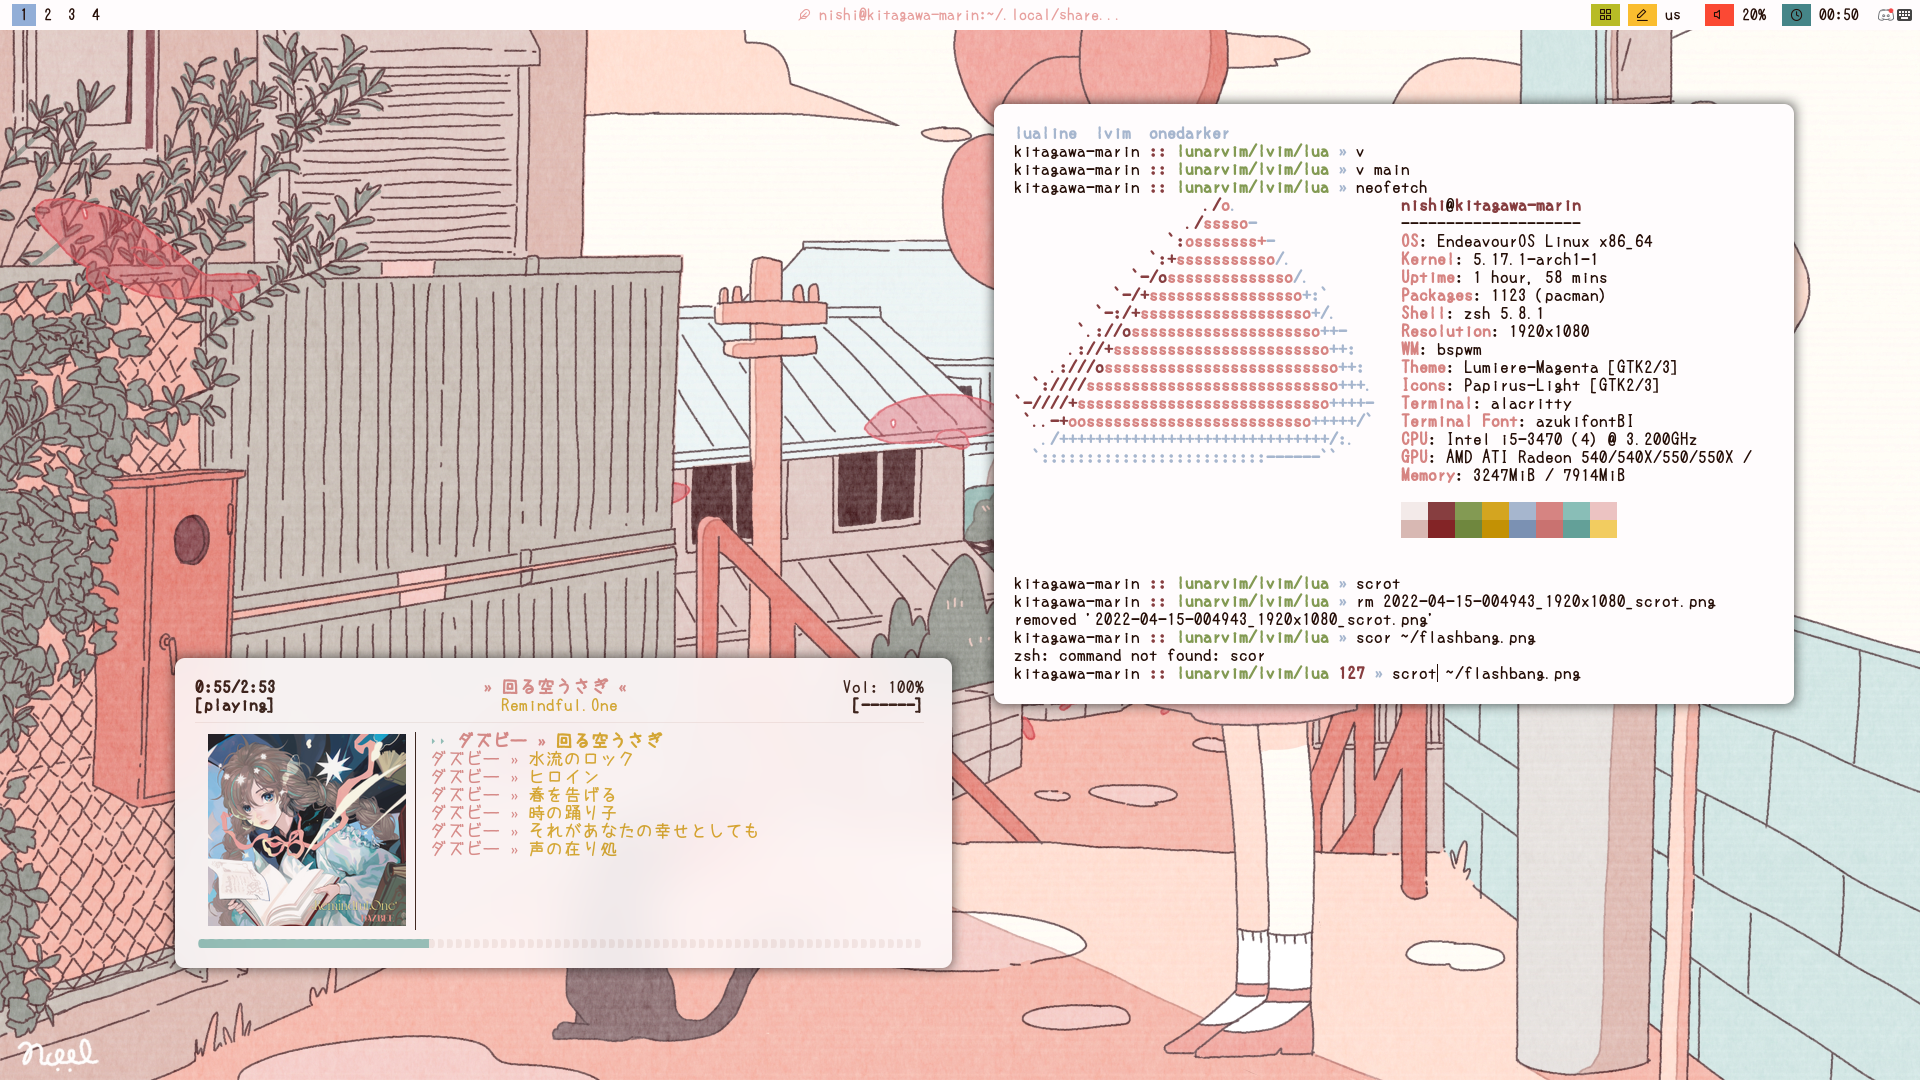 1 2 3 4
nishi@kitagawa-marin:~/.local/share...
us 20% 00:50
lualine lvim onedarker
kitagawa-marin :: lunarvim/lvim/lua » v
kitagawa-marin :: lunarvim/lvim/lua » v main
kitagawa-marin :: lunarvim/lvim/lua » neofetch
nishi@kitagawa-marin
--------------------
OS: EndeavourOS Linux x86_64
Kernel: 5.17.1-arch1-1
Uptime: 1 hour, 58 mins
Packages: 1123 (pacman)
Shell: zsh 5.8.1
Resolution: 1920x1080
WM: bspwm
Theme: Lumiere-Magenta [GTK2/3]
Icons: Papirus-Light [GTK2/3]
Terminal: alacritty
Terminal Font: azukifontBI
CPU: Intel i5-3470 (4) @ 3.200GHz
GPU: AMD ATI Radeon 540/540X/550/550X /
Memory: 3247MiB / 7914MiB
kitagawa-marin :: lunarvim/lvim/lua » scrot
kitagawa-marin :: lunarvim/lvim/lua » rm 2022-04-15-004943_1920x1080_scrot.png
removed '2022-04-15-004943_1920x1080_scrot.png'
kitagawa-marin :: lunarvim/lvim/lua » scor ~/flashbang.png
zsh: command not found: scor
kitagawa-marin :: lunarvim/lvim/lua 127 » scrot ~/flashbang.png
0:55/2:53 » 回る空うさぎ « Vol: 100%
[playing] Remindful.One [------]
ダズビー » 回る空うさぎ
ダズビー » 水流のロック
ダズビー » ヒロイン
ダズビー » 春を告げる
ダズビー » 時の踊り子
ダズビー » それがあなたの幸せとしても
ダズビー » 声の在り処
Remindful.One
DAZBEE